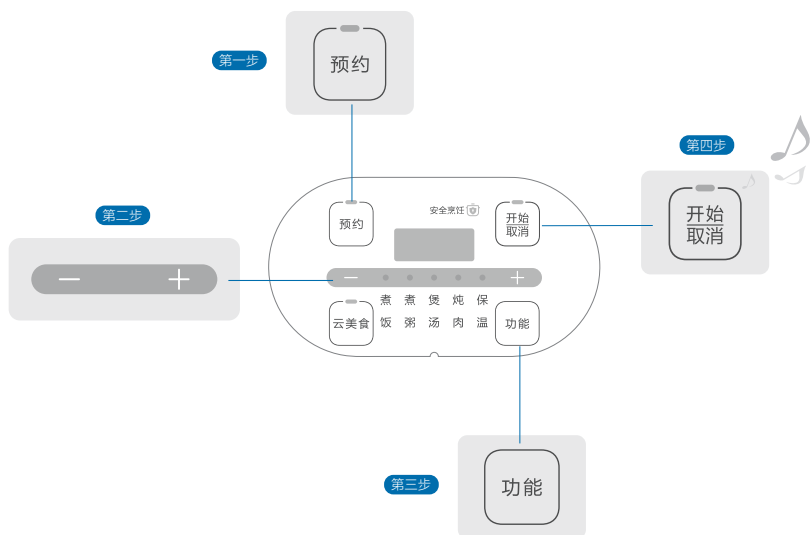 第一步
预约
第二步
— +
预约
安全烹饪
开始
取消
— +
云美食
煮饭
煮粥
煲汤
炖肉
保温
功能
第三步
功能
第四步
开始
取消